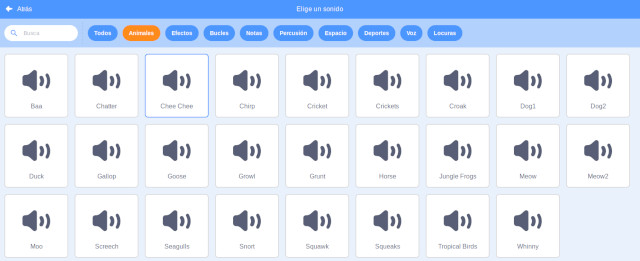 Atrás Elige un sonido
Busca Todos Animales Efectos Bucles Notas Percusión Espacio Deportes Voz Locuras
Baa Chatter Chee Chee Chirp Cricket Crickets Croak Dog1 Dog2
Duck Gallop Goose Growl Grunt Horse Jungle Frogs Meow Meow2
Moo Screech Seagulls Snort Squawk Squeaks Tropical Birds Whinny